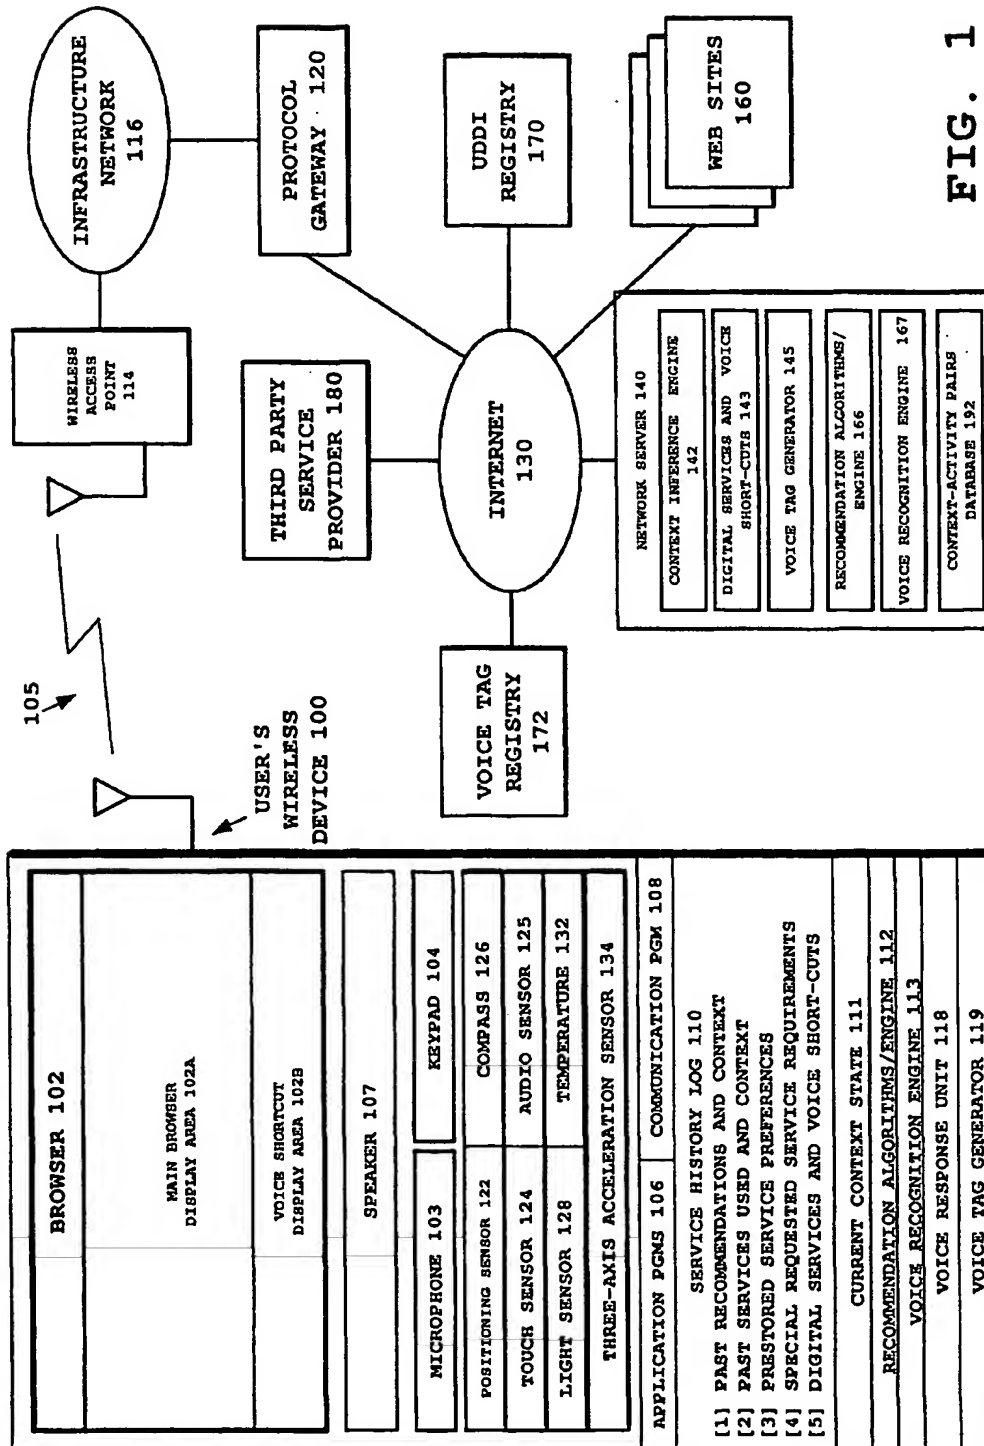 BROWSER 102
MAIN BROWSER
DISPLAY AREA 102A
VOICE SHORTCUT
DISPLAY AREA 102B
SPEAKER 107
MICROPHONE 103
KEYPAD 104
POSITIONING SENSOR 122
COMPASS 126
TOUCH SENSOR 124
AUDIO SENSOR 125
LIGHT SENSOR 128
TEMPERATURE 132
THREE-AXIS ACCELERATION SENSOR 134
APPLICATION PGMS 106
COMMUNICATION PGM 108
SERVICE HISTORY LOG 110
[1] PAST RECOMMENDATIONS AND CONTEXT
[2] PAST SERVICES USED AND CONTEXT
[3] PRESTORED SERVICE PREFERENCES
[4] SPECIAL REQUESTED SERVICE REQUIREMENTS
[5] DIGITAL SERVICES AND VOICE SHORT-CUTS
CURRENT CONTEXT STATE 111
RECOMMENDATION ALGORITHMS/ENGINE 112
VOICE RECOGNITION ENGINE 113
VOICE RESPONSE UNIT 118
VOICE TAG GENERATOR 119
105
USER'S
WIRELESS
DEVICE 100
WIRELESS
ACCESS
POINT
114
INFRASTRUCTURE
NETWORK
116
PROTOCOL
GATEWAY 120
THIRD PARTY
SERVICE
PROVIDER 180
VOICE TAG
REGISTRY
172
INTERNET
130
UDDI
REGISTRY
170
WEB SITES
160
NETWORK SERVER 140
CONTEXT INFERENCE ENGINE
142
DIGITAL SERVICES AND VOICE
SHORT-CUTS 143
VOICE TAG GENERATOR 145
RECOMMENDATION ALGORITHMS/
ENGINE 166
VOICE RECOGNITION ENGINE 167
CONTEXT-ACTIVITY PAIRS
DATABASE 192
FIG. 1